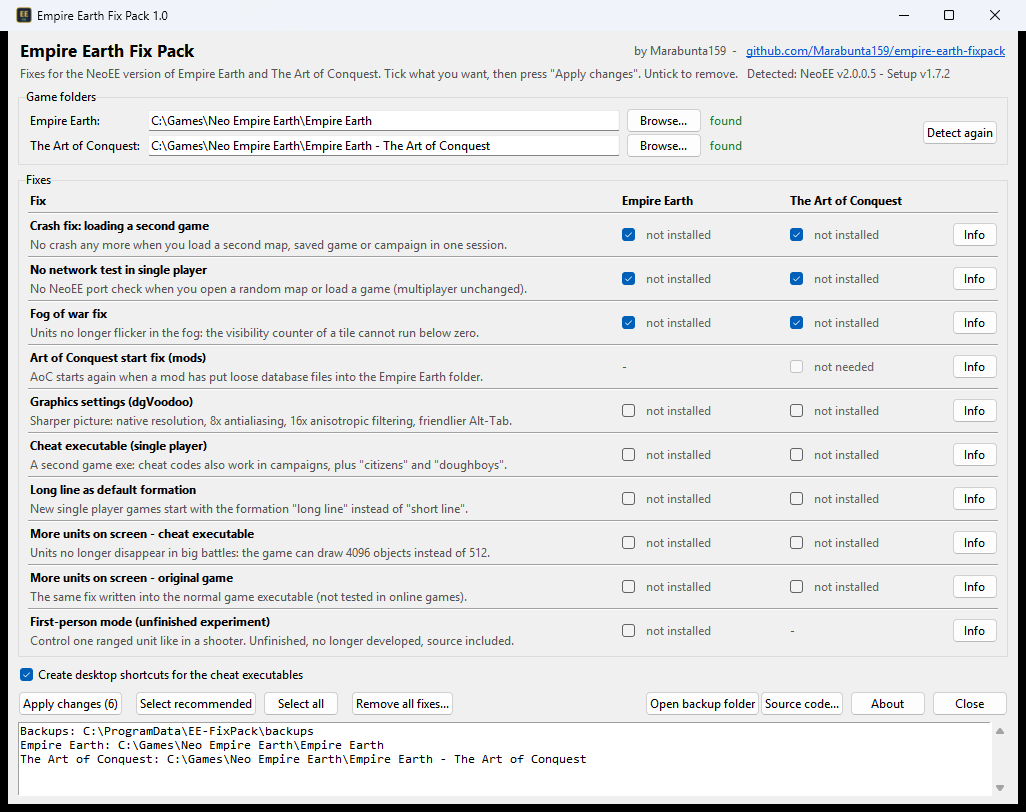 Empire Earth Fix Pack 1.0
Empire Earth Fix Pack
by Marabunta159 - github.com/Marabunta159/empire-earth-fixpack
Fixes for the NeoEE version of Empire Earth and The Art of Conquest. Tick what you want, then press "Apply changes". Untick to remove. Detected: NeoEE v2.0.0.5 - Setup v1.7.2
Game folders
Empire Earth: C:\Games\Neo Empire Earth\Empire Earth Browse... found
The Art of Conquest: C:\Games\Neo Empire Earth\Empire Earth - The Art of Conquest Browse... found
Detect again
Fixes
Fix Empire Earth The Art of Conquest
Crash fix: loading a second game
No crash any more when you load a second map, saved game or campaign in one session.
not installed not installed Info
No network test in single player
No NeoEE port check when you open a random map or load a game (multiplayer unchanged).
not installed not installed Info
Fog of war fix
Units no longer flicker in the fog: the visibility counter of a tile cannot run below zero.
not installed not installed Info
Art of Conquest start fix (mods)
AoC starts again when a mod has put loose database files into the Empire Earth folder.
- not needed Info
Graphics settings (dgVoodoo)
Sharper picture: native resolution, 8x antialiasing, 16x anisotropic filtering, friendlier Alt-Tab.
not installed not installed Info
Cheat executable (single player)
A second game exe: cheat codes also work in campaigns, plus "citizens" and "doughboys".
not installed not installed Info
Long line as default formation
New single player games start with the formation "long line" instead of "short line".
not installed not installed Info
More units on screen - cheat executable
Units no longer disappear in big battles: the game can draw 4096 objects instead of 512.
not installed not installed Info
More units on screen - original game
The same fix written into the normal game executable (not tested in online games).
not installed not installed Info
First-person mode (unfinished experiment)
Control one ranged unit like in a shooter. Unfinished, no longer developed, source included.
not installed - Info
Create desktop shortcuts for the cheat executables
Apply changes (6) Select recommended Select all Remove all fixes... Open backup folder Source code... About Close
Backups: C:\ProgramData\EE-FixPack\backups
Empire Earth: C:\Games\Neo Empire Earth\Empire Earth
The Art of Conquest: C:\Games\Neo Empire Earth\Empire Earth - The Art of Conquest